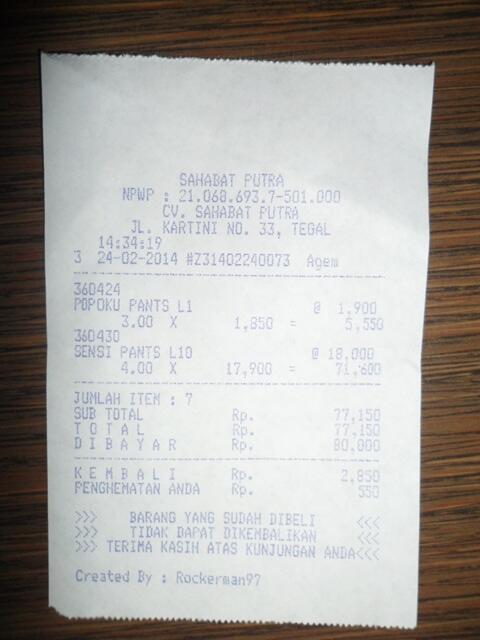 SAHABAT PUTRA
NPWP : 21.068.693.7-501.000
CV. SAHABAT PUTRA
JL. KARTINI NO. 33, TEGAL
14:34:19
3 24-02-2014 #Z31402240073 Agem
360424
POPOKU PANTS L1 @ 1,900
3.00 X 1,850 = 5,550
360430
SENSI PANTS L10 @ 18,000
4.00 X 17,900 = 71,600
JUMLAH ITEM : 7
SUB TOTAL Rp. 77,150
T O T A L Rp. 77,150
D I B A Y A R Rp. 80,000
K E M B A L I Rp. 2,850
PENGHEMATAN ANDA Rp. 550
>>> BARANG YANG SUDAH DIBELI <<<
>>> TIDAK DAPAT DIKEMBALIKAN <<<
>>> TERIMA KASIH ATAS KUNJUNGAN ANDA<<<
Created By : Rockerman97